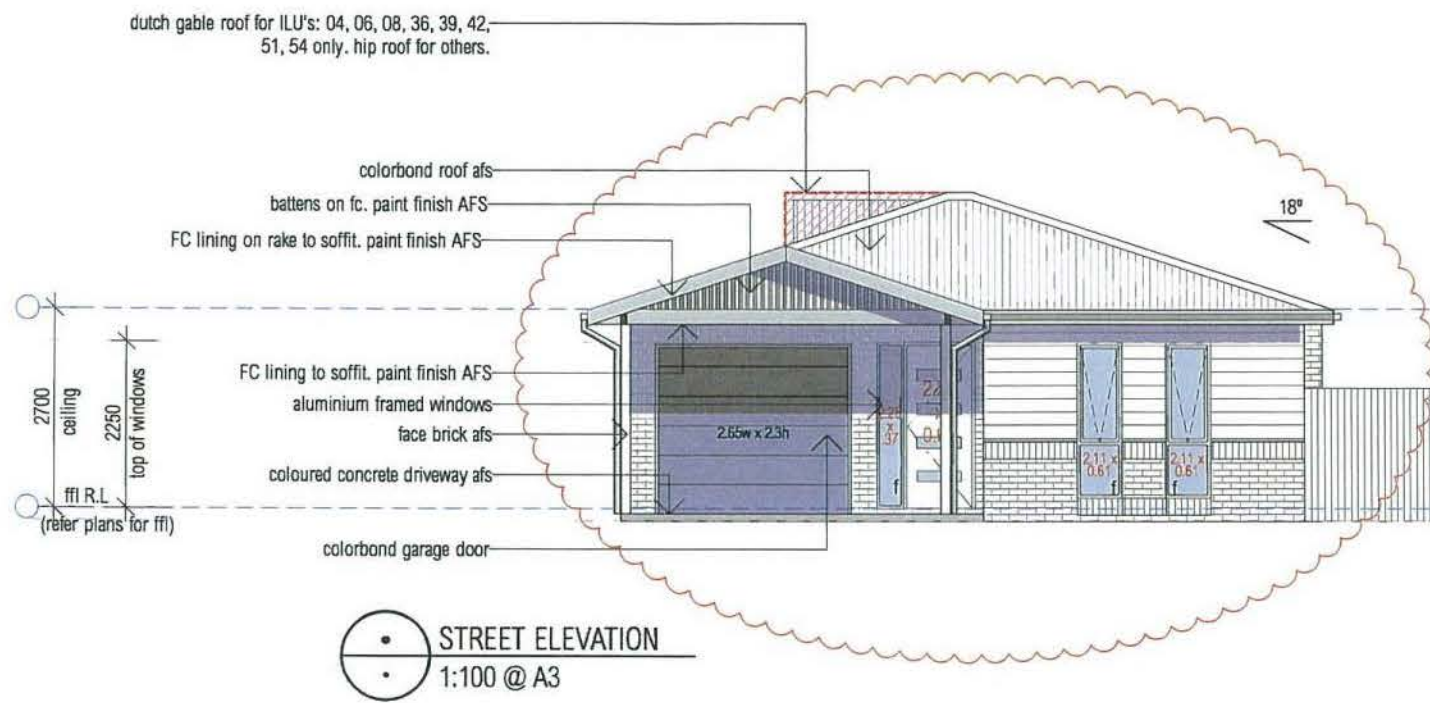 dutch gable roof for ILU's: 04, 06, 08, 36, 39, 42,
51, 54 only. hip roof for others.
colorbond roof afs
battens on fc. paint finish AFS
FC lining on rake to soffit. paint finish AFS
18º
2700
ceiling
2250
top of windows
FC lining to soffit. paint finish AFS
aluminium framed windows
face brick afs
coloured concrete driveway afs
ffl R.L
(refer plans for ffl)
colorbond garage door
2.65w x 2.3h
x
.37
f
2.11 x
0.61
f
2.11 x
0.61
f
STREET ELEVATION
1:100 @ A3